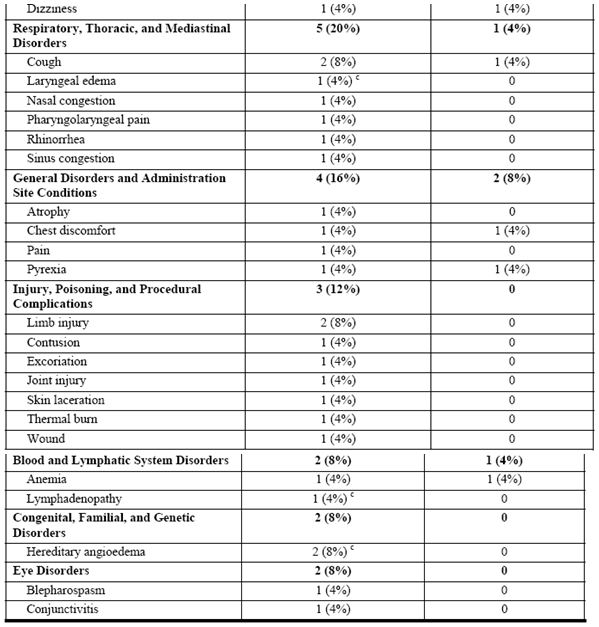 Dizziness 1 (4%) 1 (4%)
Respiratory, Thoracic, and Mediastinal 5 (20%) 1 (4%)
Disorders
Cough 2 (8%) 1 (4%)
Laryngeal edema 1 (4%) c 0
Nasal congestion 1 (4%) 0
Pharyngolaryngeal pain 1 (4%) 0
Rhinorrhea 1 (4%) 0
Sinus congestion 1 (4%) 0
General Disorders and Administration 4 (16%) 2 (8%)
Site Conditions
Atrophy 1 (4%) 0
Chest discomfort 1 (4%) 1 (4%)
Pain 1 (4%) 0
Pyrexia 1 (4%) 1 (4%)
Injury, Poisoning, and Procedural 3 (12%) 0
Complications
Limb injury 2 (8%) 0
Contusion 1 (4%) 0
Excoriation 1 (4%) 0
Joint injury 1 (4%) 0
Skin laceration 1 (4%) 0
Thermal burn 1 (4%) 0
Wound 1 (4%) 0
Blood and Lymphatic System Disorders 2 (8%) 1 (4%)
Anemia 1 (4%) 1 (4%)
Lymphadenopathy 1 (4%) c 0
Congenital, Familial, and Genetic 2 (8%) 0
Disorders
Hereditary angioedema 2 (8%) c 0
Eye Disorders 2 (8%) 0
Blepharospasm 1 (4%) 0
Conjunctivitis 1 (4%) 0